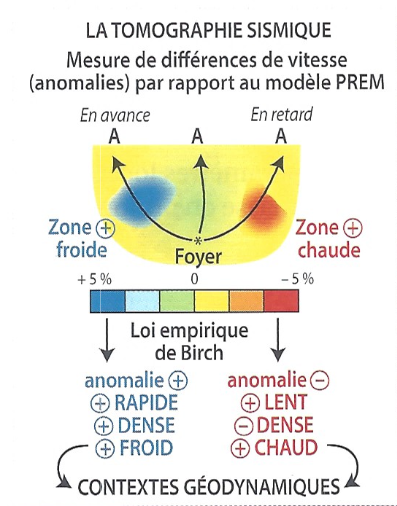 LA TOMOGRAPHIE SISMIQUE
Mesure de différences de vitesse
(anomalies) par rapport au modèle PREM
En avance
En retard
A A A
Zone ⊕
froide
Foyer
Zone ⊕
chaude
+ 5 % 0 – 5 %
Loi empirique
de Birch
anomalie ⊕
⊕ RAPIDE
⊕ DENSE
⊕ FROID
anomalie ⊖
⊕ LENT
⊖ DENSE
⊕ CHAUD
CONTEXTES GÉODYNAMIQUES